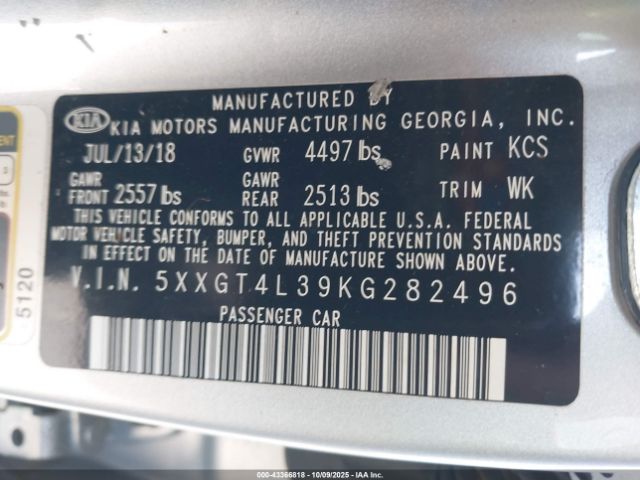 MANUFACTURED BY
KIA KIA MOTORS MANUFACTURING GEORGIA, INC.
JUL/13/18 GVWR 4497 lbs PAINT KCS
GAWR FRONT 2557 lbs GAWR REAR 2513 lbs TRIM WK
THIS VEHICLE CONFORMS TO ALL APPLICABLE U.S.A. FEDERAL
MOTOR VEHICLE SAFETY, BUMPER, AND THEFT PREVENTION STANDARDS
IN EFFECT ON THE DATE OF MANUFACTURE SHOWN ABOVE.
V.I.N. 5XXGT4L39KG282496
PASSENGER CAR
5120
000-43366818 - 10/09/2025 - IAA Inc.